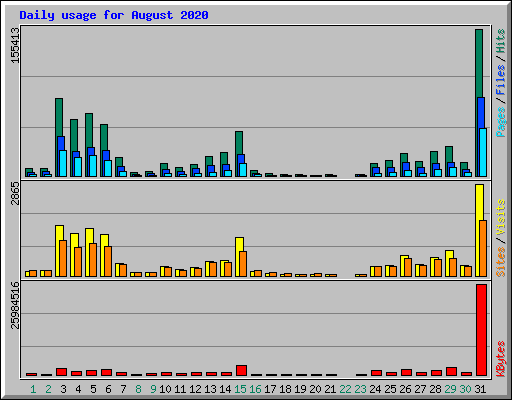 Daily usage for August 2020
155413
Pages / Files / Hits
2865
Sites / Visits
25984516
KBytes
1 2 3 4 5 6 7 8 9 10 11 12 13 14 15 16 17 18 19 20 21 22 23 24 25 26 27 28 29 30 31